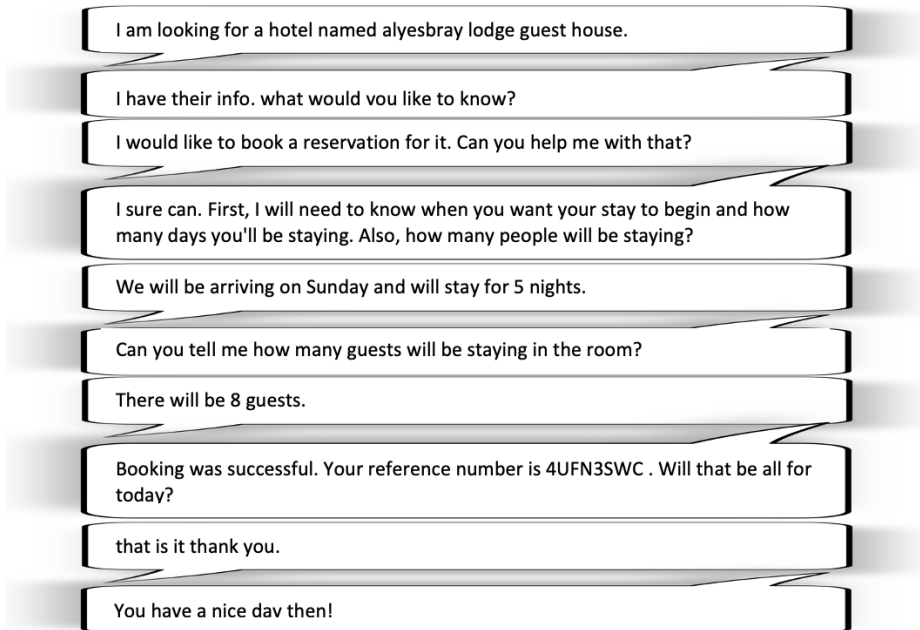 I am looking for a hotel named alyesbray lodge guest house.
I have their info. what would you like to know?
I would like to book a reservation for it. Can you help me with that?
I sure can. First, I will need to know when you want your stay to begin and how
many days you'll be staying. Also, how many people will be staying?
We will be arriving on Sunday and will stay for 5 nights.
Can you tell me how many guests will be staying in the room?
There will be 8 guests.
Booking was successful. Your reference number is 4UFN3SWC . Will that be all for
today?
that is it thank you.
You have a nice day then!